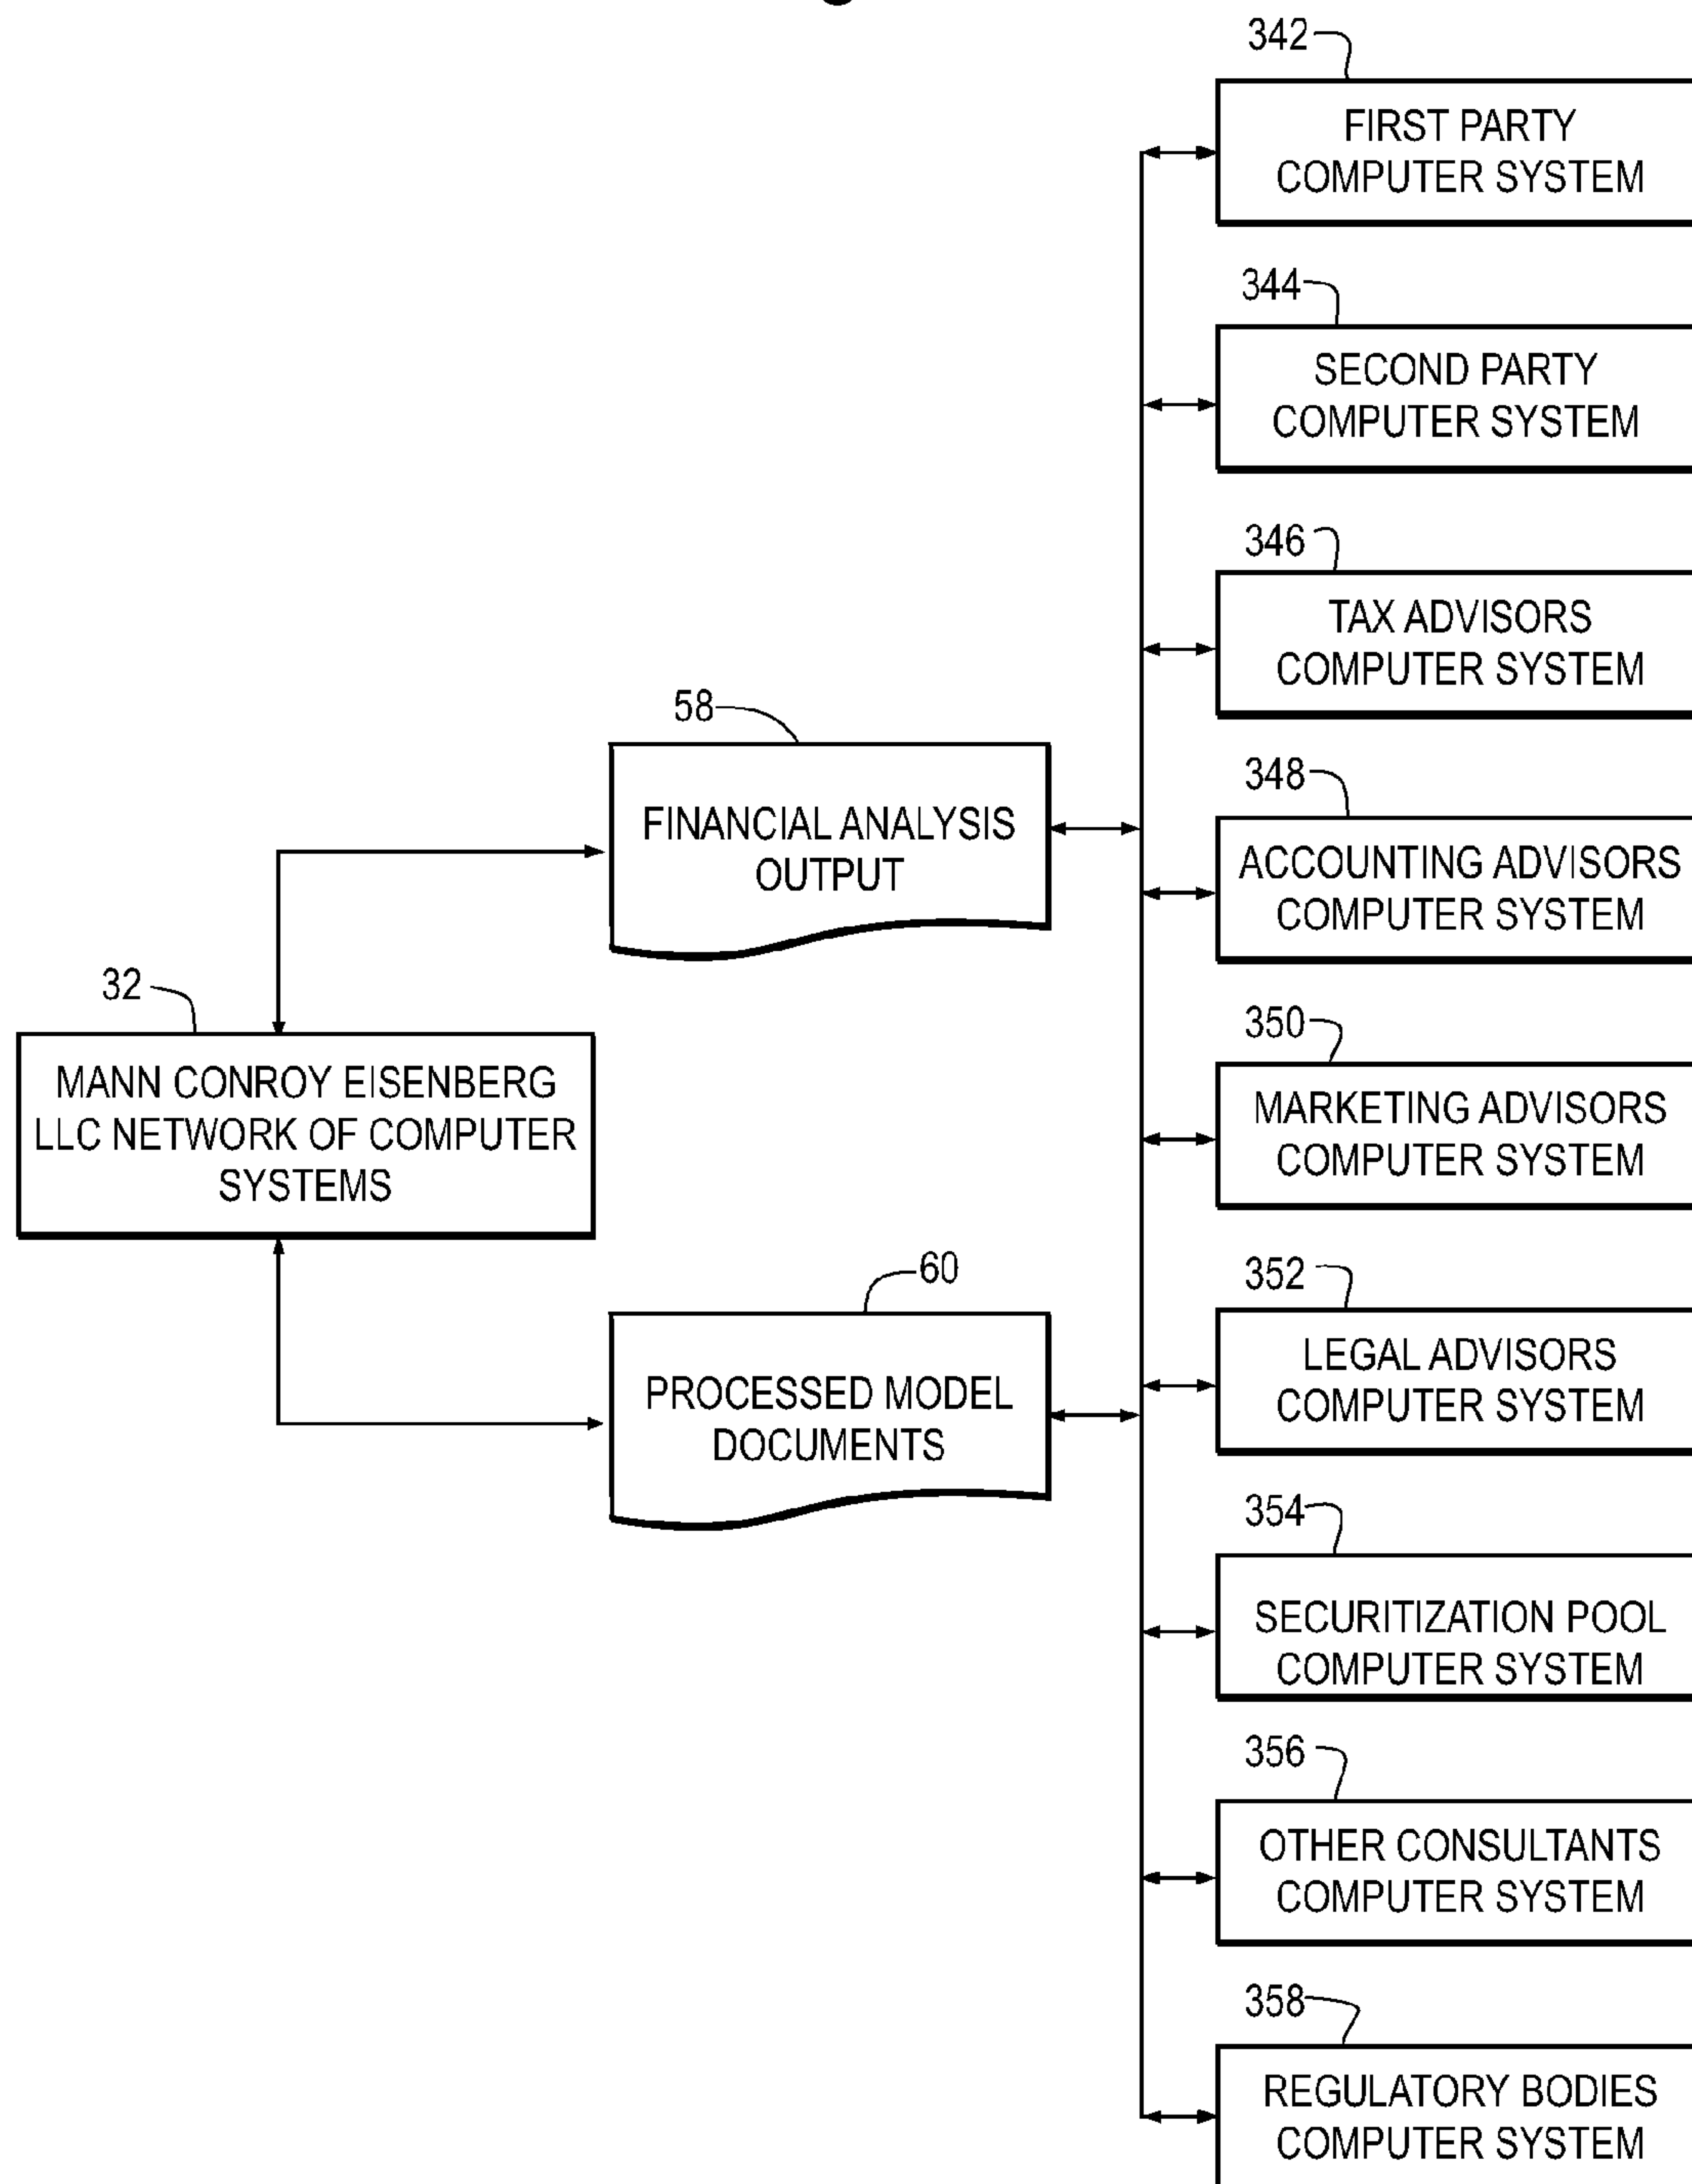 342
FIRST PARTY
COMPUTER SYSTEM
344
SECOND PARTY
COMPUTER SYSTEM
346
TAX ADVISORS
COMPUTER SYSTEM
58
FINANCIAL ANALYSIS
OUTPUT
348
ACCOUNTING ADVISORS
COMPUTER SYSTEM
32
MANN CONROY EISENBERG
LLC NETWORK OF COMPUTER
SYSTEMS
350
MARKETING ADVISORS
COMPUTER SYSTEM
60
PROCESSED MODEL
DOCUMENTS
352
LEGAL ADVISORS
COMPUTER SYSTEM
354
SECURITIZATION POOL
COMPUTER SYSTEM
356
OTHER CONSULTANTS
COMPUTER SYSTEM
358
REGULATORY BODIES
COMPUTER SYSTEM